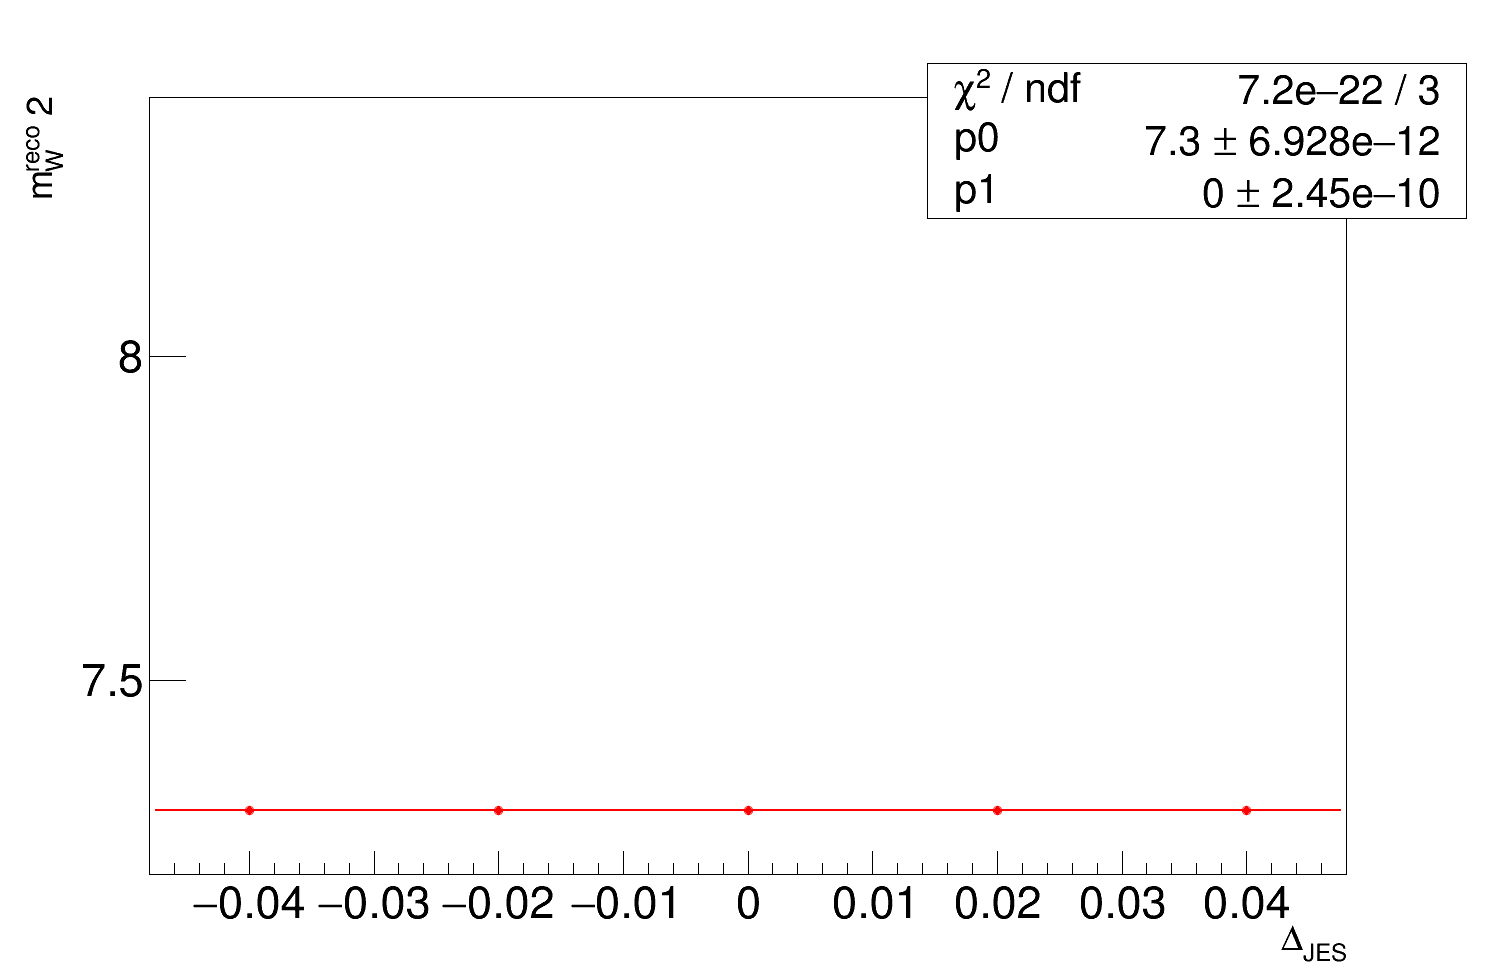 m_W^reco 2
χ² / ndf 7.2e−22 / 3
p0 7.3 ± 6.928e−12
p1 0 ± 2.45e−10
8
7.5
−0.04 −0.03 −0.02 −0.01 0 0.01 0.02 0.03 0.04
Δ_JES